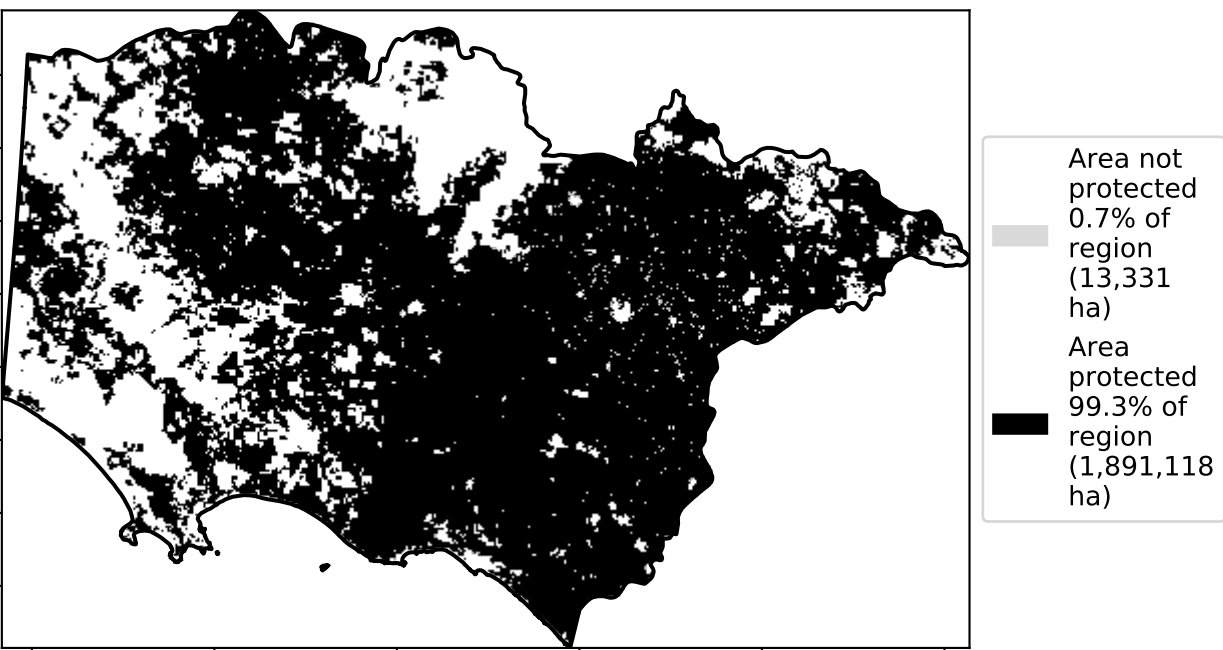 Area not
protected
0.7% of
region
(13,331
ha)
Area
protected
99.3% of
region
(1,891,118
ha)